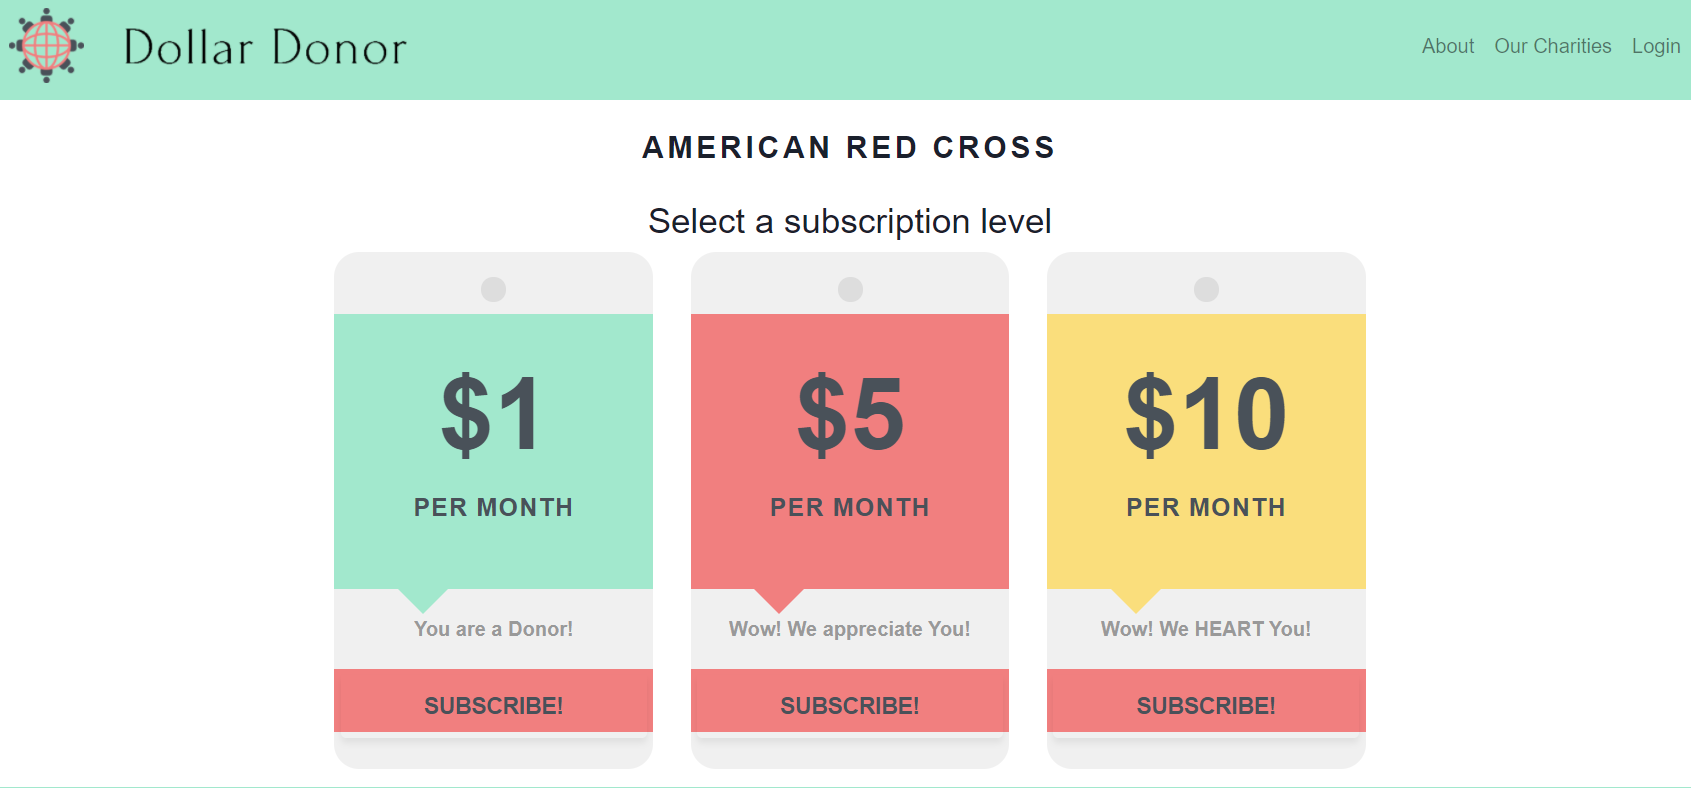 Dollar Donor
About Our Charities Login
AMERICAN RED CROSS
Select a subscription level
$1
PER MONTH
You are a Donor!
SUBSCRIBE!
$5
PER MONTH
Wow! We appreciate You!
SUBSCRIBE!
$10
PER MONTH
Wow! We HEART You!
SUBSCRIBE!